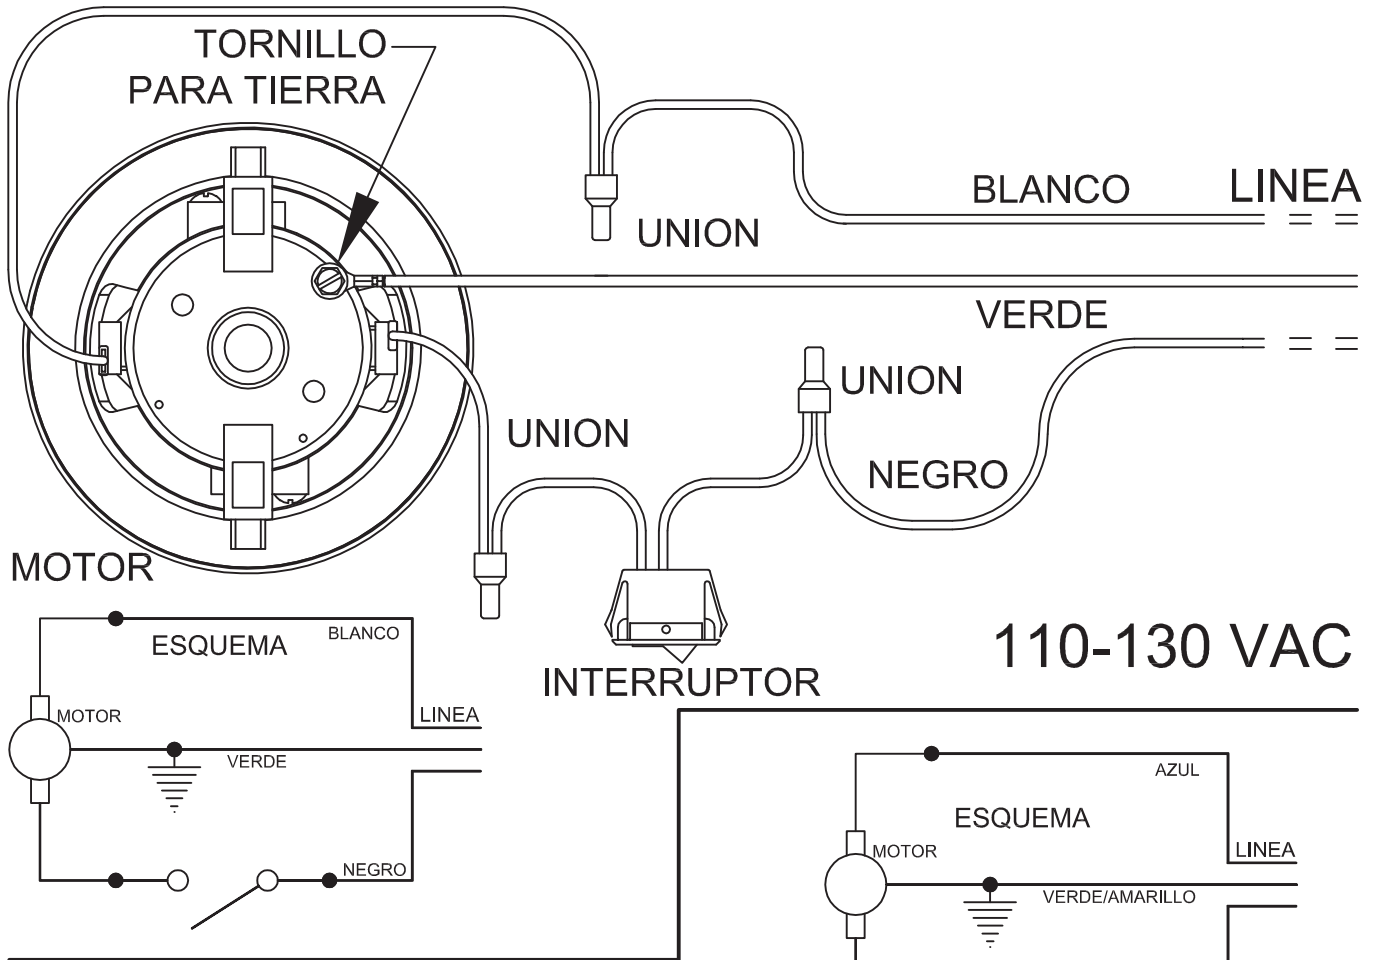 TORNILLO
PARA TIERRA
BLANCO
LINEA
UNION
VERDE
UNION
UNION
NEGRO
MOTOR
INTERRUPTOR
110-130 VAC
ESQUEMA
BLANCO
MOTOR
LINEA
VERDE
NEGRO
AZUL
ESQUEMA
MOTOR
LINEA
VERDE/AMARILLO